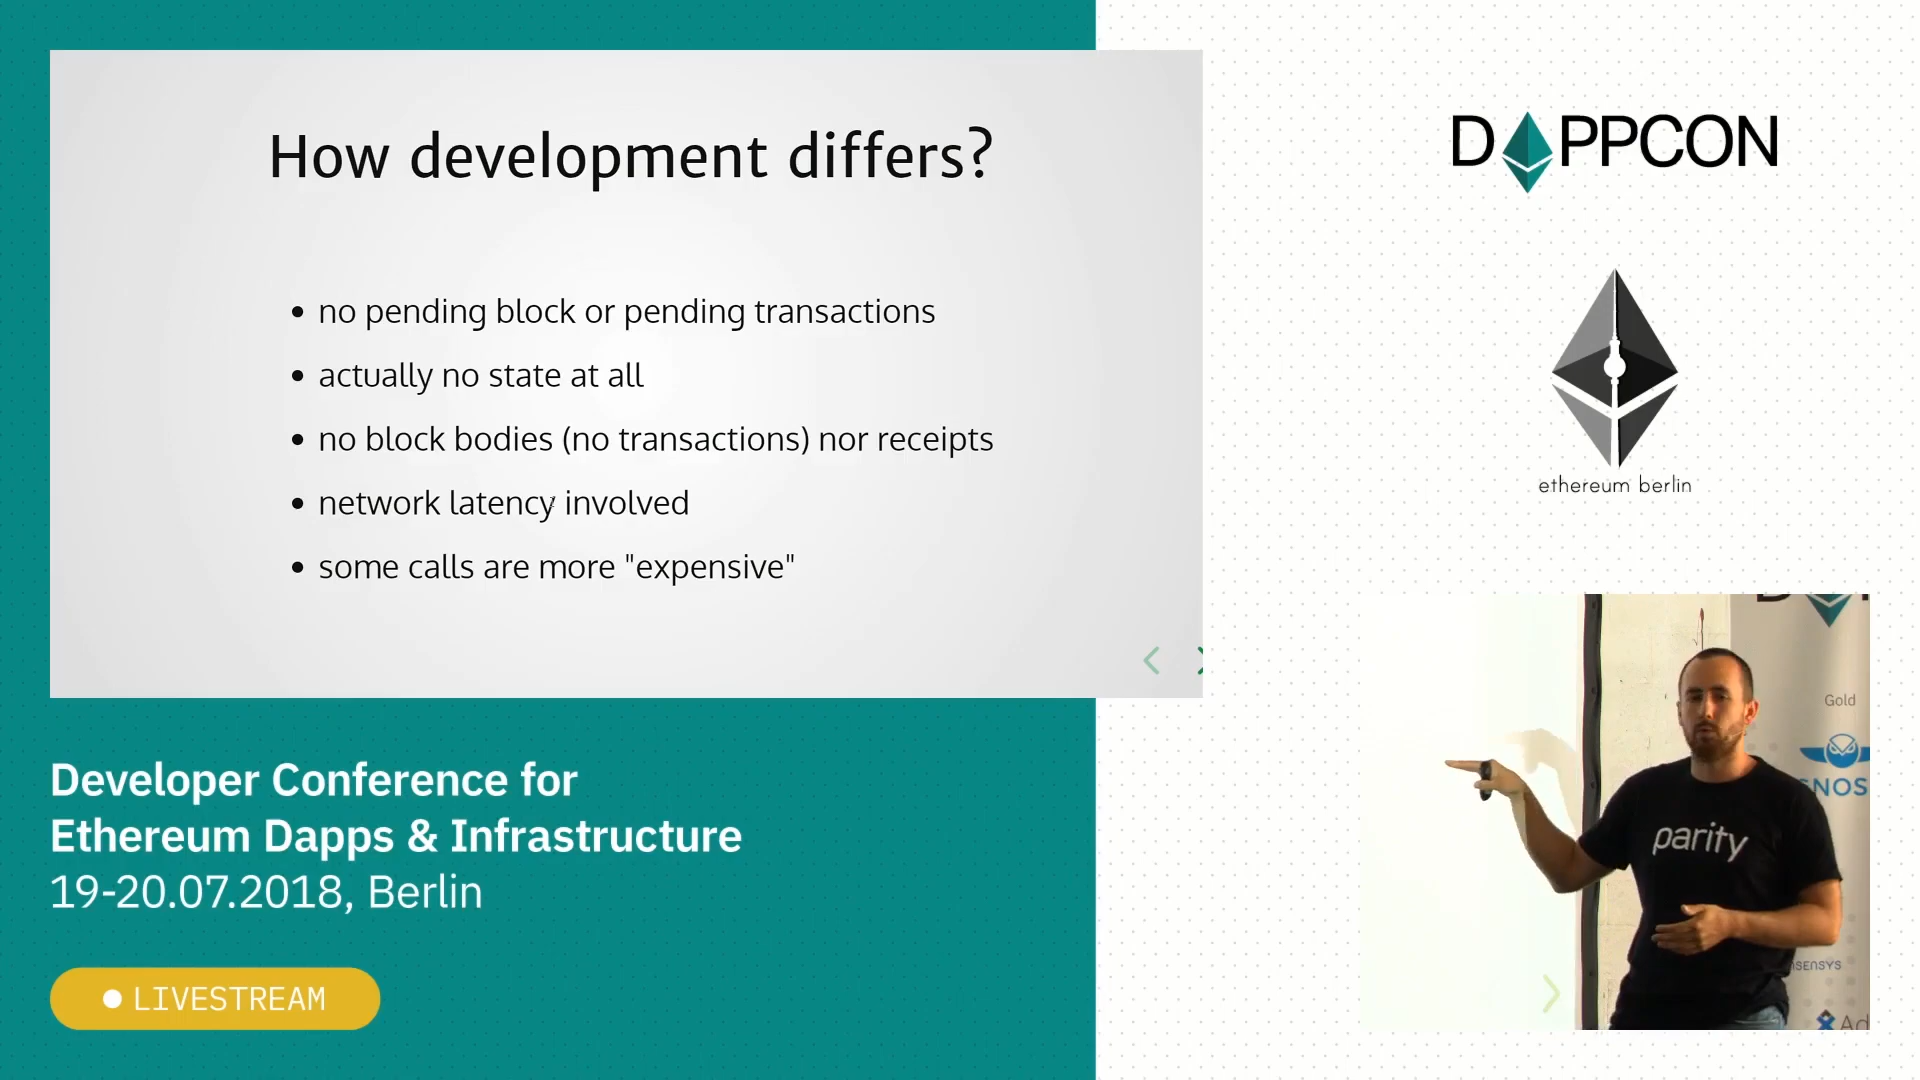 How development differs?
no pending block or pending transactions
actually no state at all
no block bodies (no transactions) nor receipts
network latency involved
some calls are more "expensive"
Developer Conference for
Ethereum Dapps & Infrastructure
19-20.07.2018, Berlin
LIVESTREAM
DAPPCON
ethereum berlin
Gold
parity